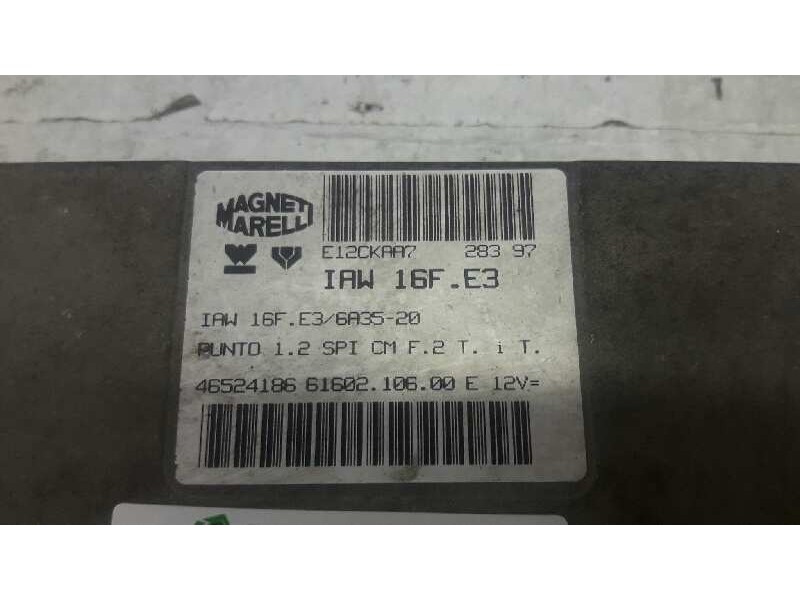 MAGNETI
MARELLI
E12CKAA7 283 97
IAW 16F.E3
IAW 16F.E3/6A35-20
PUNTO 1.2 SPI CM F.2 T. i T.
46524186 61602.106.00 E 12V=